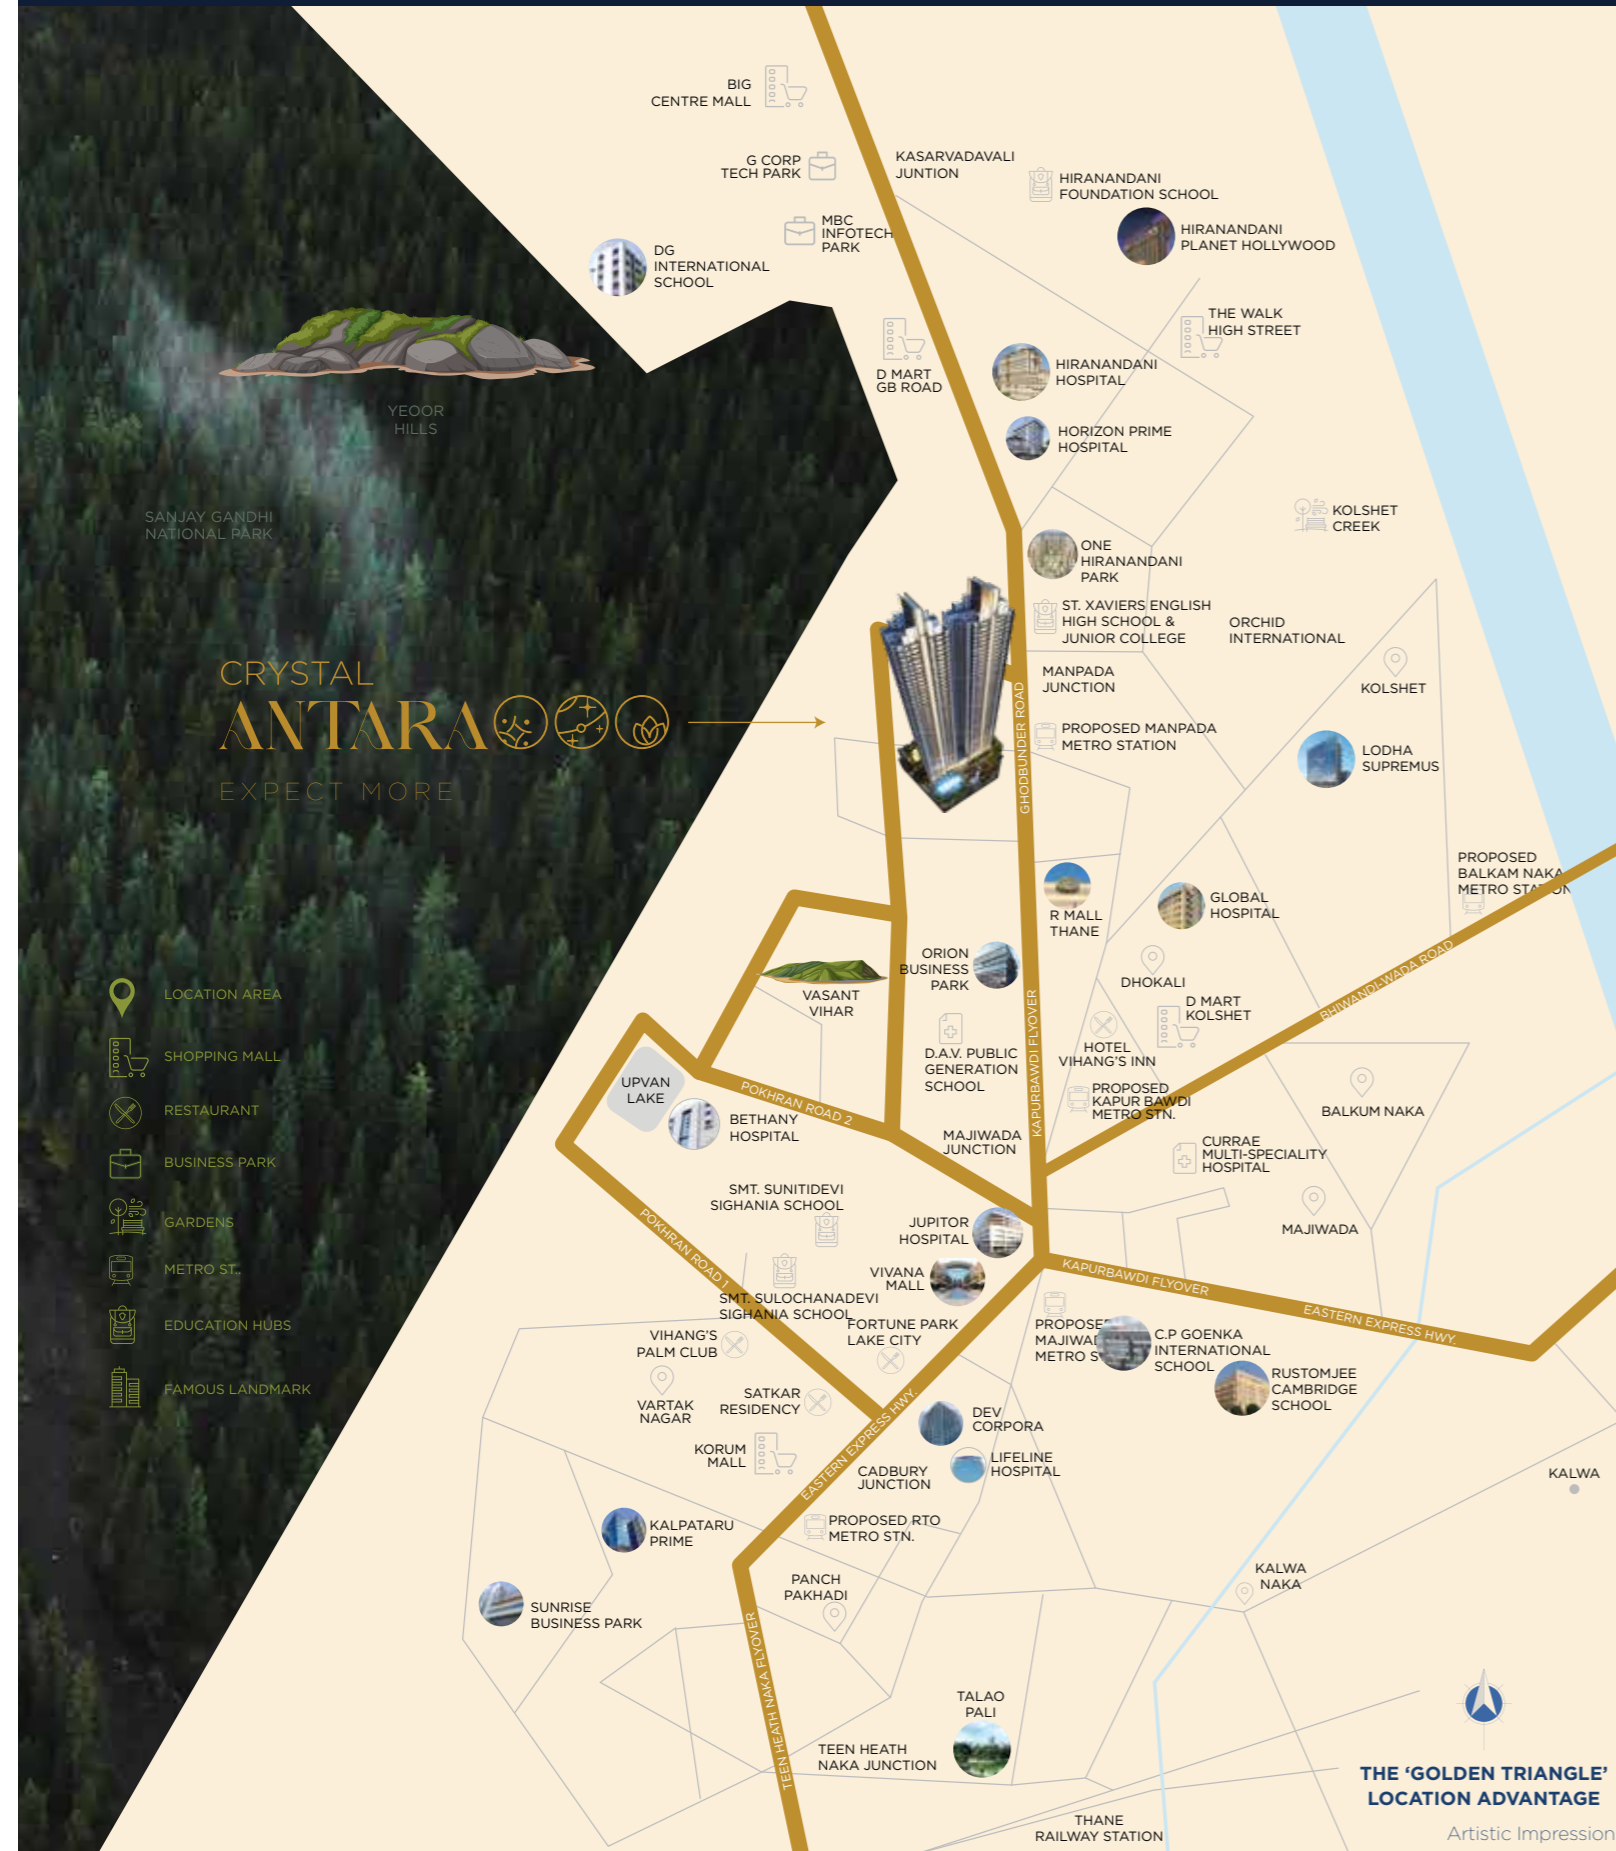 BIG
CENTRE MALL
G CORP
TECH PARK
KASARVADAVALI
JUNTION
HIRANANDANI
FOUNDATION SCHOOL
MBC
INFOTECH
PARK
HIRANANDANI
PLANET HOLLYWOOD
DG
INTERNATIONAL
SCHOOL
THE WALK
HIGH STREET
D MART
GB ROAD
HIRANANDANI
HOSPITAL
YEOOR
HILLS
HORIZON PRIME
HOSPITAL
SANJAY GANDHI
NATIONAL PARK
KOLSHET
CREEK
ONE
HIRANANDANI
PARK
ST. XAVIERS ENGLISH
HIGH SCHOOL &
JUNIOR COLLEGE
ORCHID
INTERNATIONAL
CRYSTAL
ANTARA
EXPECT MORE
MANPADA
JUNCTION
KOLSHET
GHODBUNDER ROAD
PROPOSED MANPADA
METRO STATION
LODHA
SUPREMUS
PROPOSED
BALKAM NAKA
METRO STATION
R MALL
THANE
GLOBAL
HOSPITAL
ORION
BUSINESS
PARK
BHIWANDI-WADA ROAD
DHOKALI
VASANT
VIHAR
D MART
KOLSHET
KAPURBAWDI FLYOVER
D.A.V. PUBLIC
GENERATION
SCHOOL
HOTEL
VIHANG'S INN
UPVAN
LAKE
POKHRAN ROAD 2
PROPOSED
KAPUR BAWDI
METRO STN.
BALKUM NAKA
BETHANY
HOSPITAL
MAJIWADA
JUNCTION
CURRAE
MULTI-SPECIALITY
HOSPITAL
SMT. SUNITIDEVI
SIGHANIA SCHOOL
JUPITOR
HOSPITAL
MAJIWADA
POKHRAN ROAD 1
VIVANA
MALL
KAPURBAWDI FLYOVER
SMT. SULOCHANADEVI
SIGHANIA SCHOOL
EASTERN EXPRESS HWY.
FORTUNE PARK
LAKE CITY
PROPOSED
MAJIWAD
METRO S
C.P GOENKA
INTERNATIONAL
SCHOOL
VIHANG'S
PALM CLUB
RUSTOMJEE
CAMBRIDGE
SCHOOL
VARTAK
NAGAR
SATKAR
RESIDENCY
DEV
CORPORA
EASTERN EXPRESS HWY.
KORUM
MALL
CADBURY
JUNCTION
LIFELINE
HOSPITAL
KALWA
KALPATARU
PRIME
PROPOSED RTO
METRO STN.
PANCH
PAKHADI
KALWA
NAKA
SUNRISE
BUSINESS PARK
TEEN HEATH NAKA FLYOVER
TALAO
PALI
TEEN HEATH
NAKA JUNCTION
THANE
RAILWAY STATION
LOCATION AREA
SHOPPING MALL
RESTAURANT
BUSINESS PARK
GARDENS
METRO ST..
EDUCATION HUBS
FAMOUS LANDMARK
THE ‘GOLDEN TRIANGLE’
LOCATION ADVANTAGE
Artistic Impression